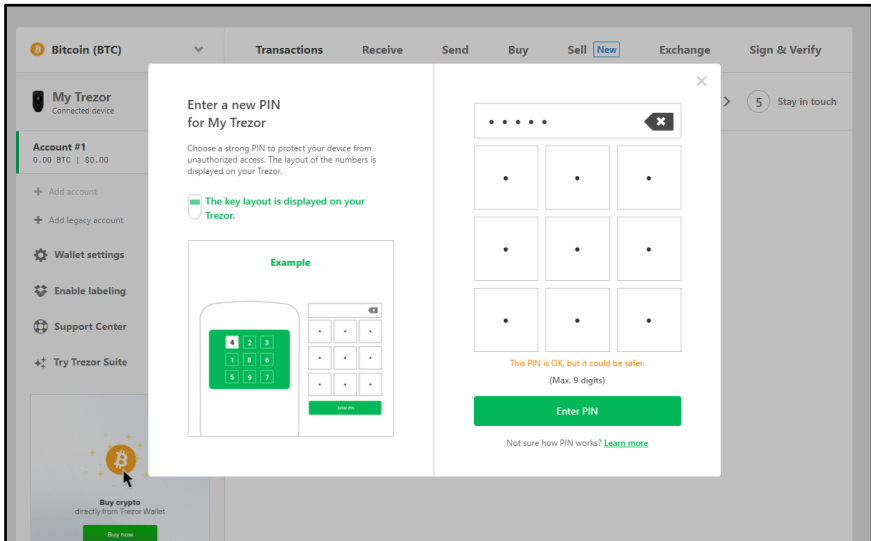 Bitcoin (BTC)
Transactions Receive Send Buy Sell New Exchange Sign & Verify
My Trezor
Connected device
5 Stay in touch
Account #1
0.00 BTC | $0.00
+ Add account
+ Add legacy account
Wallet settings
Enable labeling
Support Center
Try Trezor Suite
Buy crypto
directly from Trezor Wallet
Buy now
Enter a new PIN
for My Trezor
Choose a strong PIN to protect your device from
unauthorized access. The layout of the numbers is
displayed on your Trezor.
The key layout is displayed on your
Trezor.
Example
4 2 3
1 8 6
5 9 7
Enter PIN
This PIN is OK, but it could be safer.
(Max. 9 digits)
Enter PIN
Not sure how PIN works? Learn more